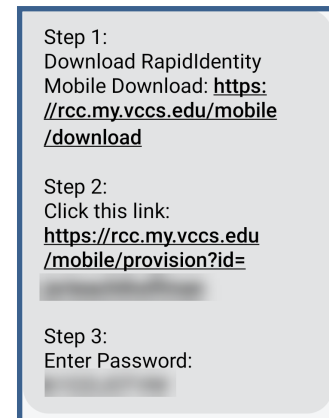 Step 1:
Download RapidIdentity
Mobile Download: https:
//rcc.my.vccs.edu/mobile
/download
Step 2:
Click this link:
https://rcc.my.vccs.edu
/mobile/provision?id=
Step 3:
Enter Password: